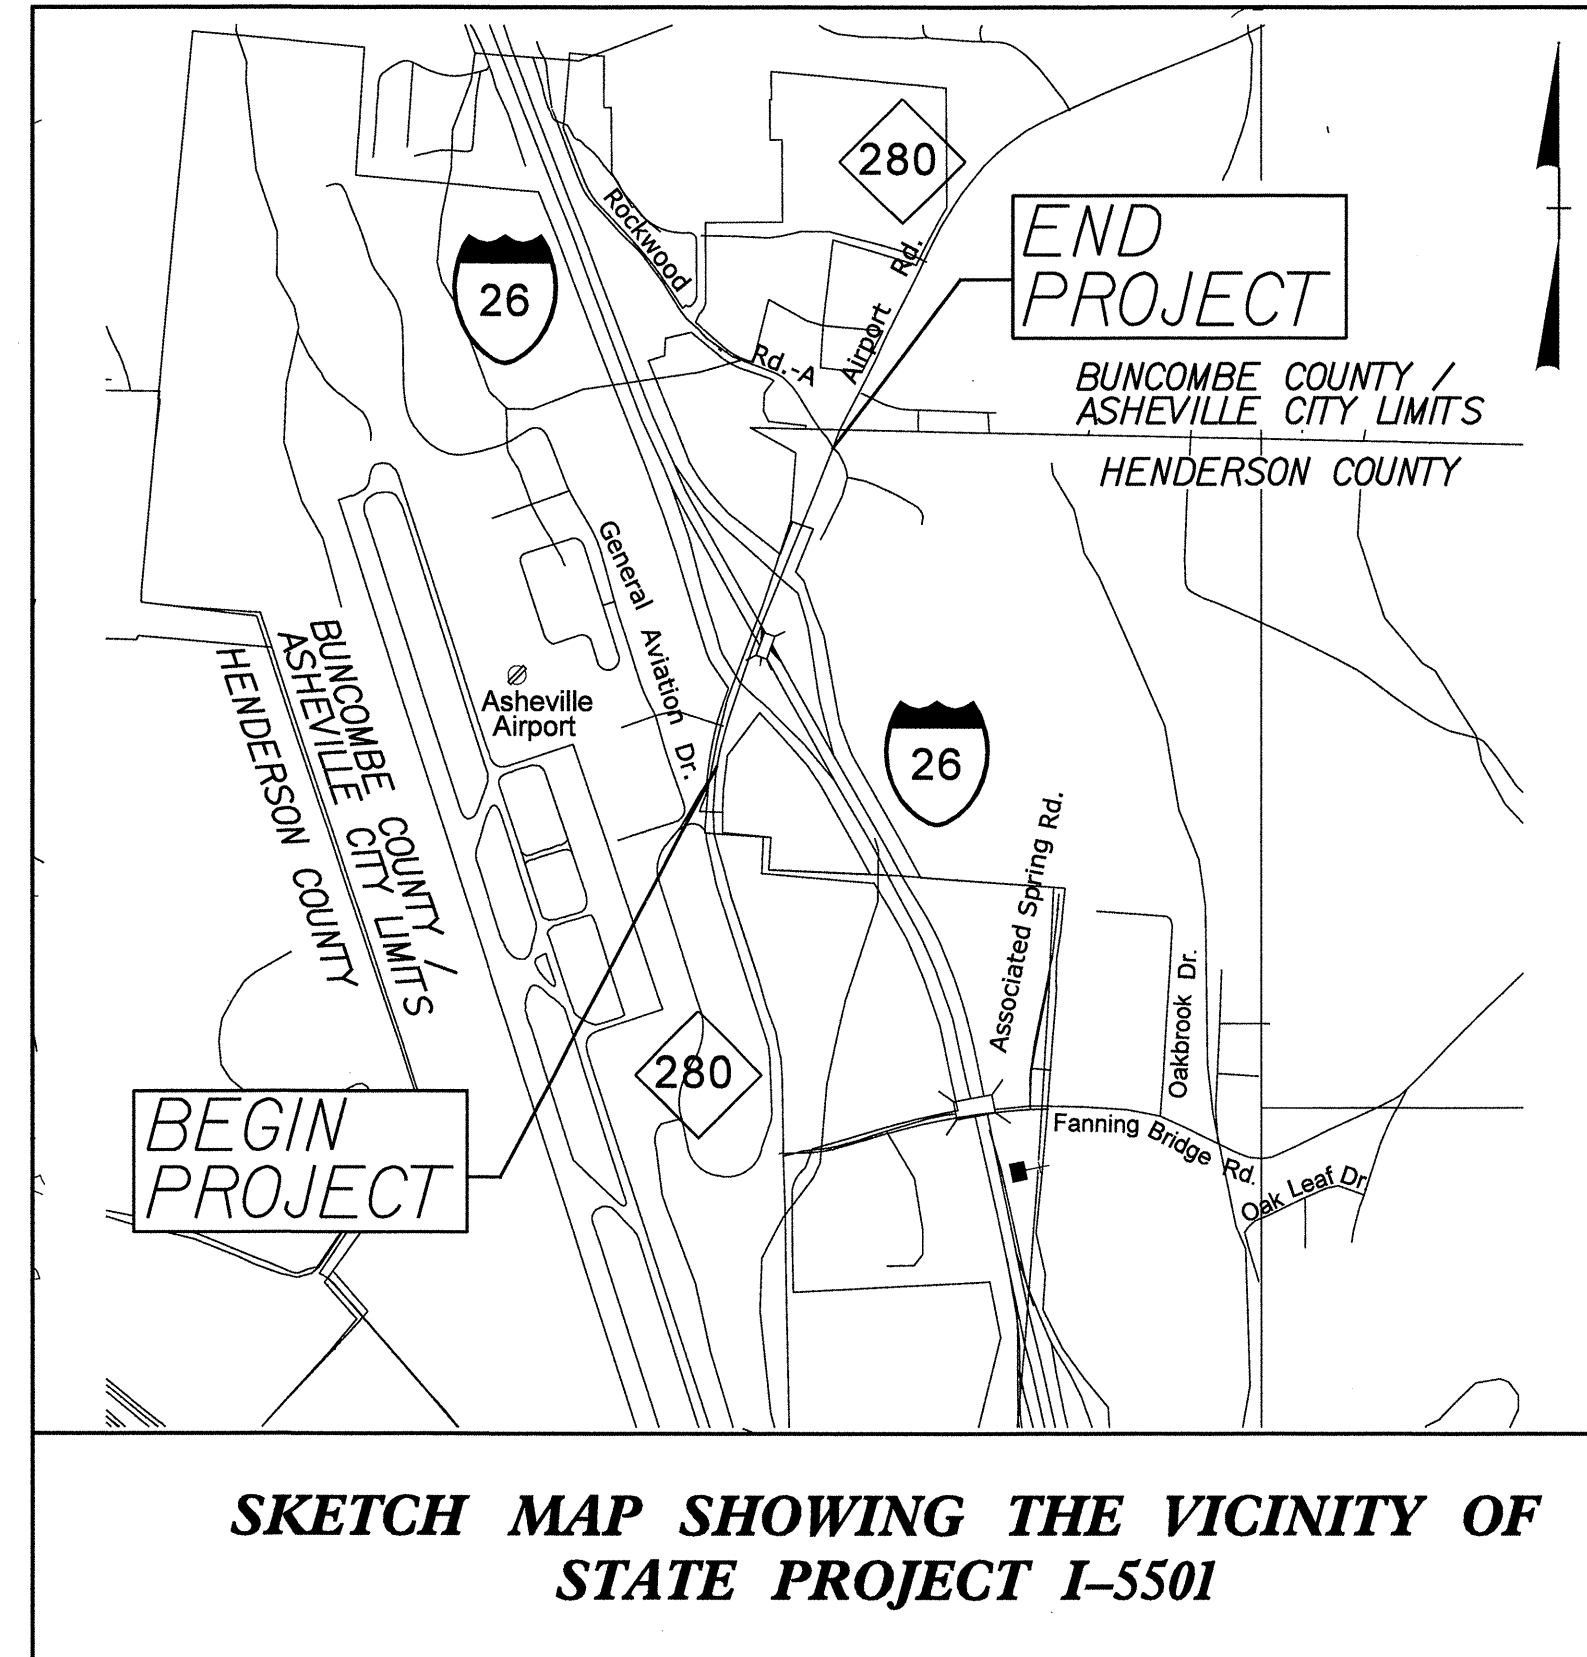 280
END
PROJECT
Rockwood
Rd.-A
Airport Rd.
26
BUNCOMBE COUNTY /
ASHEVILLE CITY LIMITS
HENDERSON COUNTY
General Aviation Dr.
BUNCOMBE COUNTY /
ASHEVILLE CITY LIMITS
HENDERSON COUNTY
Asheville
Airport
26
Associated Spring Rd.
Oakbrook Dr.
280
BEGIN
PROJECT
Fanning Bridge Rd.
Oak Leaf Dr.
SKETCH MAP SHOWING THE VICINITY OF
STATE PROJECT I-5501